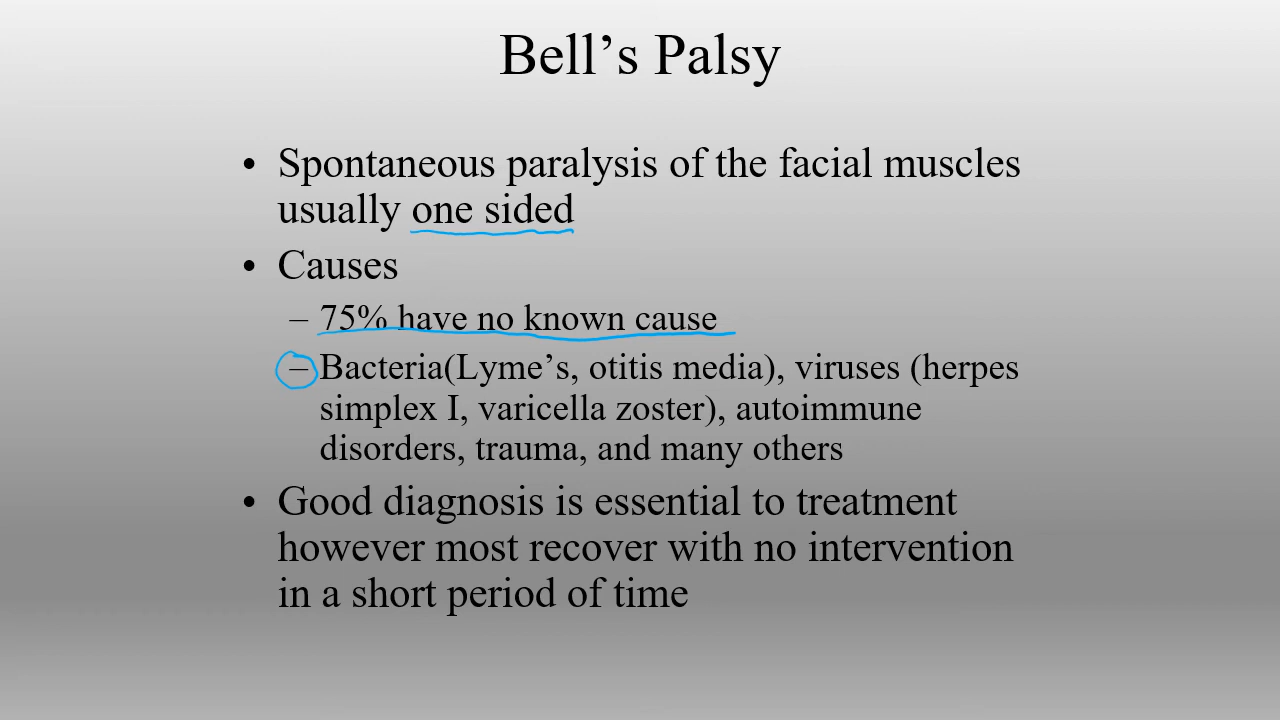 Bell’s Palsy
• Spontaneous paralysis of the facial muscles
usually one sided
• Causes
– 75% have no known cause
– Bacteria(Lyme’s, otitis media), viruses (herpes
simplex I, varicella zoster), autoimmune
disorders, trauma, and many others
• Good diagnosis is essential to treatment
however most recover with no intervention
in a short period of time